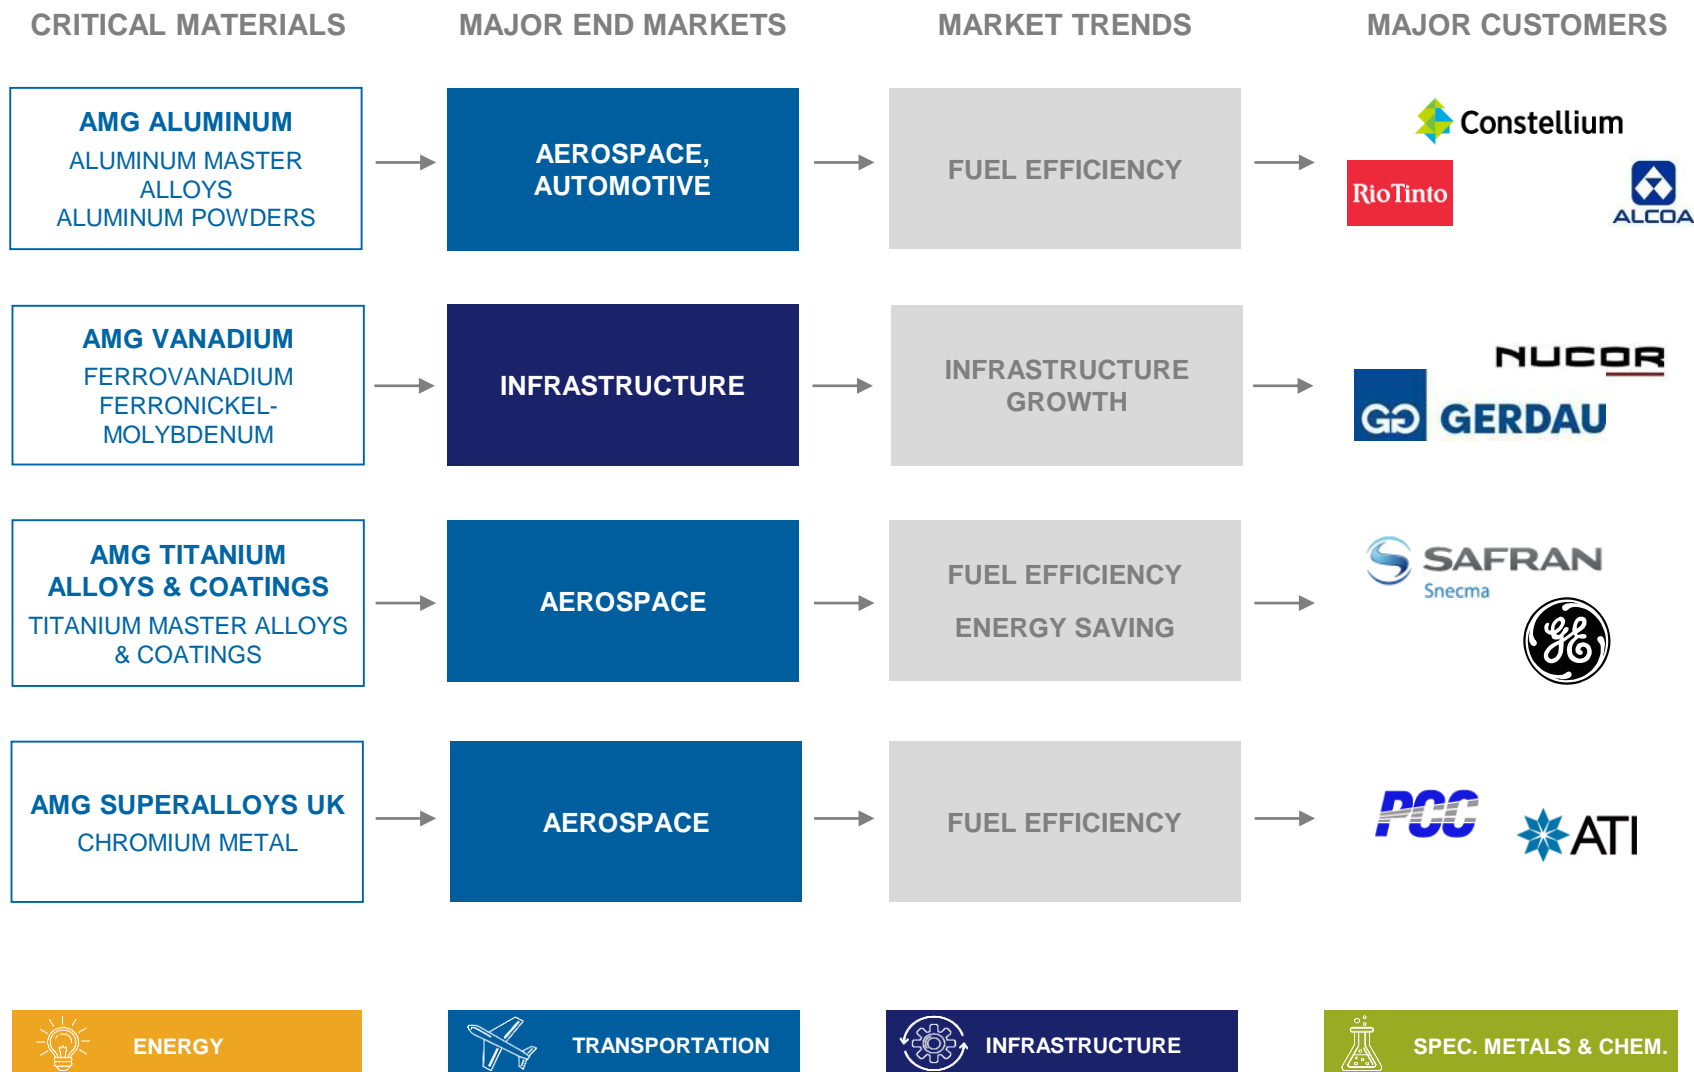 CRITICAL MATERIALS
MAJOR END MARKETS
MARKET TRENDS
MAJOR CUSTOMERS
AMG ALUMINUM
ALUMINUM MASTER
ALLOYS
ALUMINUM POWDERS
AEROSPACE,
AUTOMOTIVE
FUEL EFFICIENCY
Constellium
RioTinto
ALCOA
AMG VANADIUM
FERROVANADIUM
FERRONICKEL-
MOLYBDENUM
INFRASTRUCTURE
INFRASTRUCTURE
GROWTH
NUCOR
GG GERDAU
AMG TITANIUM
ALLOYS & COATINGS
TITANIUM MASTER ALLOYS
& COATINGS
AEROSPACE
FUEL EFFICIENCY
ENERGY SAVING
SAFRAN
Snecma
GE
AMG SUPERALLOYS UK
CHROMIUM METAL
AEROSPACE
FUEL EFFICIENCY
PCC
ATI
ENERGY
TRANSPORTATION
INFRASTRUCTURE
SPEC. METALS & CHEM.